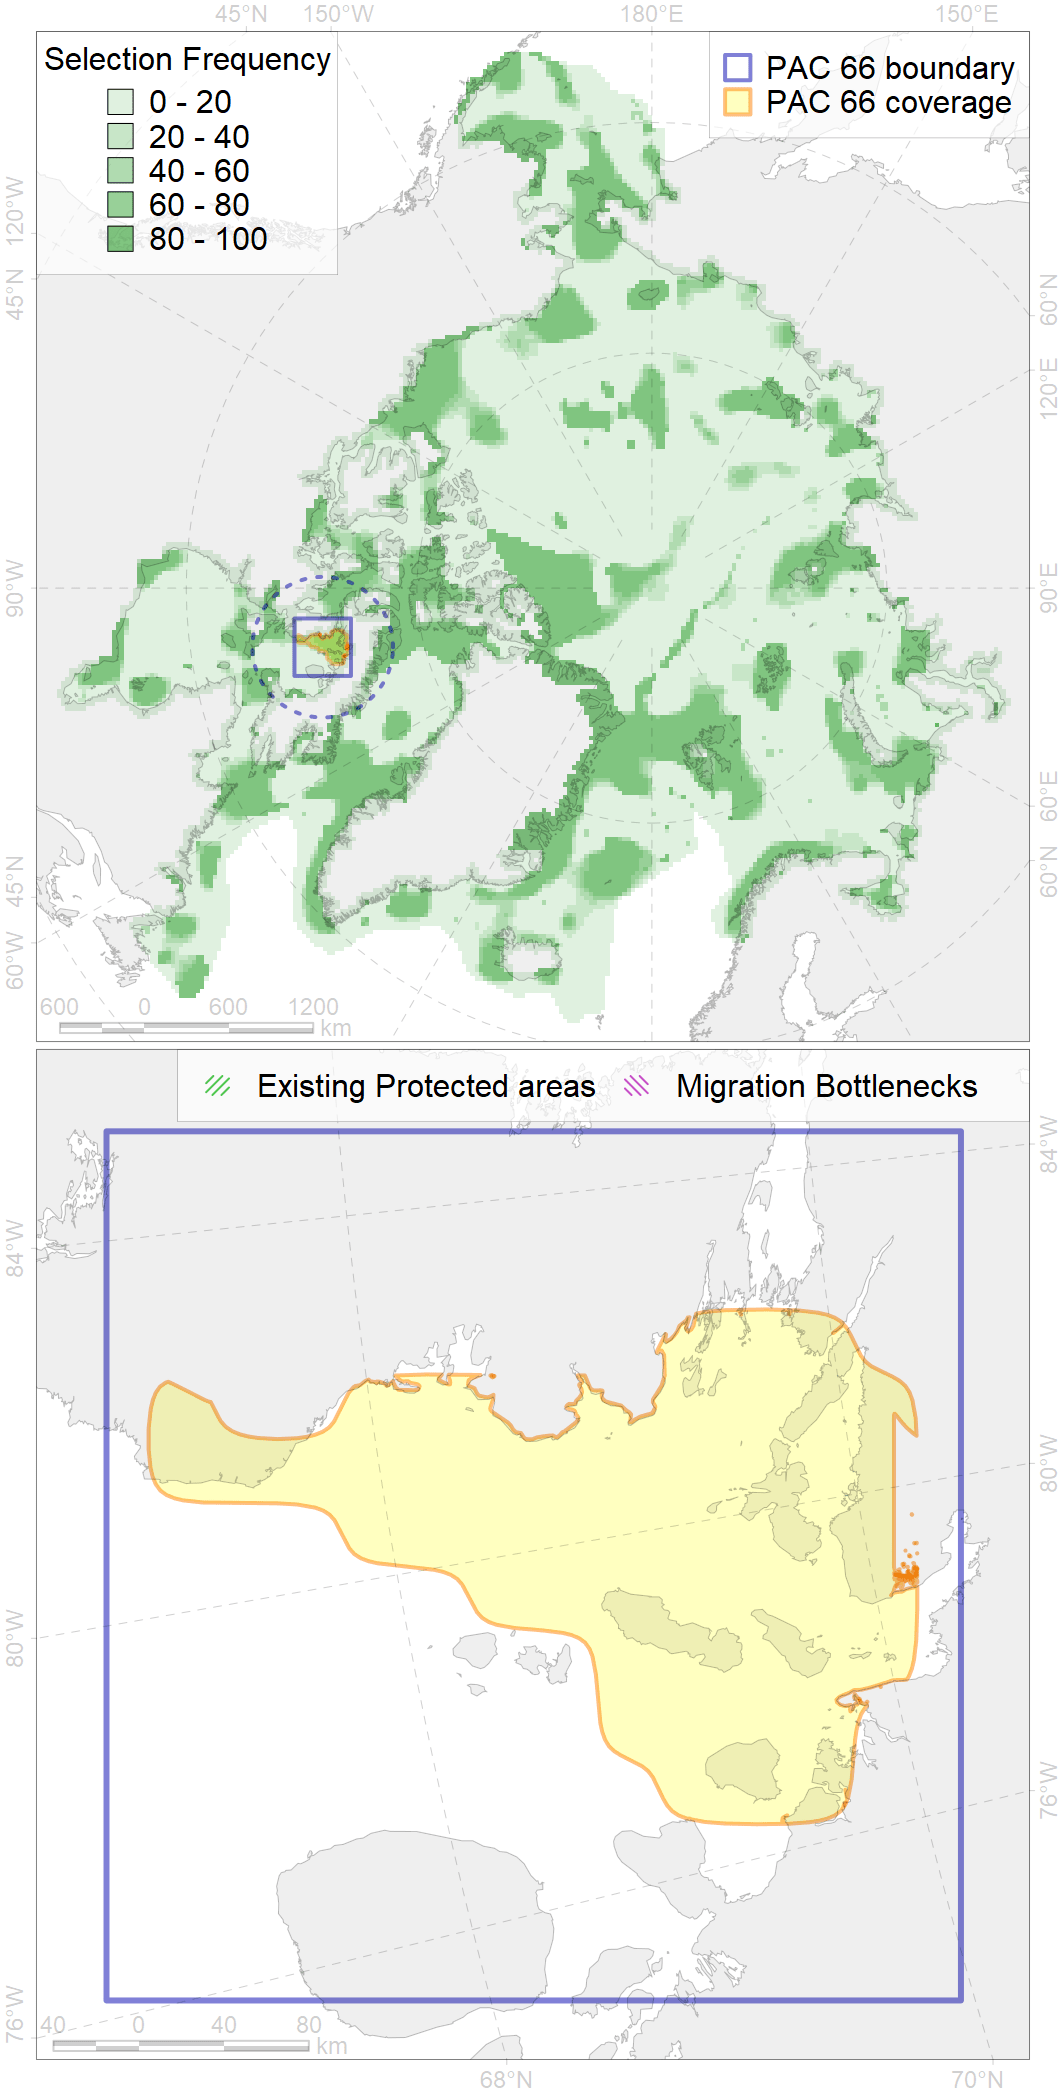 45°N 150°W 180°E 150°E
Selection Frequency
0 - 20
20 - 40
40 - 60
60 - 80
80 - 100
PAC 66 boundary
PAC 66 coverage
120°W
45°N
90°W
45°N
60°W
60°N
120°E
90°E
60°E
60°N
600 0 600 1200
km
Existing Protected areas
Migration Bottlenecks
84°W
80°W
76°W
84°W
80°W
76°W
40 0 40 80
km
68°N 70°N